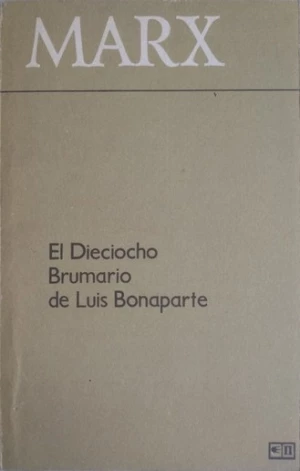 MARX
El Dieciocho
Brumario
de Luis Bonaparte